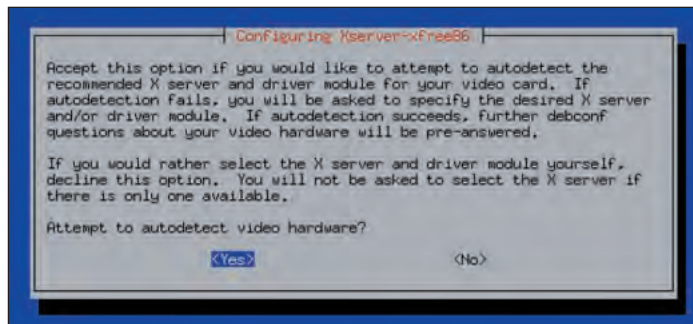 Configuring Xserver-xfree86
Accept this option if you would like to attempt to autodetect the
recommended X server and driver module for your video card. If
autodetection fails, you will be asked to specify the desired X server
and/or driver module. If autodetection succeeds, further debconf
questions about your video hardware will be pre-answered.
If you would rather select the X server and driver module yourself,
decline this option. You will not be asked to select the X server if
there is only one available.
Attempt to autodetect video hardware?
<Yes> <No>